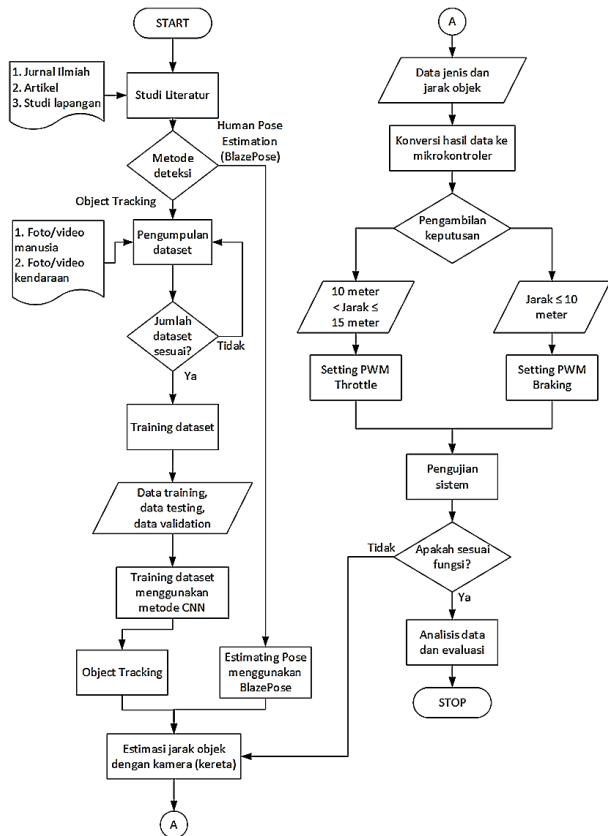 START
1. Jurnal Ilmiah
2. Artikel
3. Studi lapangan
Studi Literatur
Human Pose
Estimation
(BlazePose)
Metode
deteksi
Object Tracking
1. Foto/video
manusia
2. Foto/video
kendaraan
Pengumpulan
dataset
Jumlah
dataset
sesuai?
Tidak
Ya
Training dataset
Data training,
data testing,
data validation
Training dataset
menggunakan
metode CNN
Object Tracking
Estimating Pose
menggunakan
BlazePose
Estimasi jarak objek
dengan kamera (kereta)
A
A
Data jenis dan
jarak objek
Konversi hasil data ke
mikrokontroler
Pengambilan
keputusan
10 meter
< Jarak ≤
15 meter
Jarak ≤ 10
meter
Setting PWM
Throttle
Setting PWM
Braking
Pengujian
sistem
Tidak
Apakah sesuai
fungsi?
Ya
Analisis data
dan evaluasi
STOP